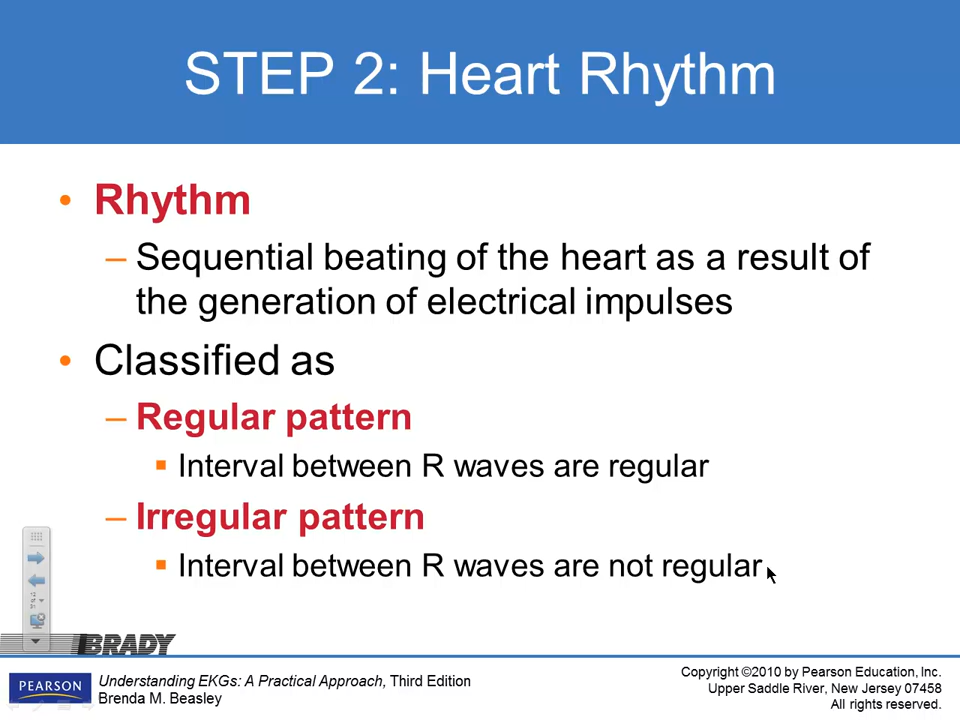 STEP 2: Heart Rhythm
• Rhythm
– Sequential beating of the heart as a result of
the generation of electrical impulses
• Classified as
– Regular pattern
▪ Interval between R waves are regular
– Irregular pattern
▪ Interval between R waves are not regular
BRADY
PEARSON
Understanding EKGs: A Practical Approach, Third Edition
Brenda M. Beasley
Copyright ©2010 by Pearson Education, Inc.
Upper Saddle River, New Jersey 07458
All rights reserved.